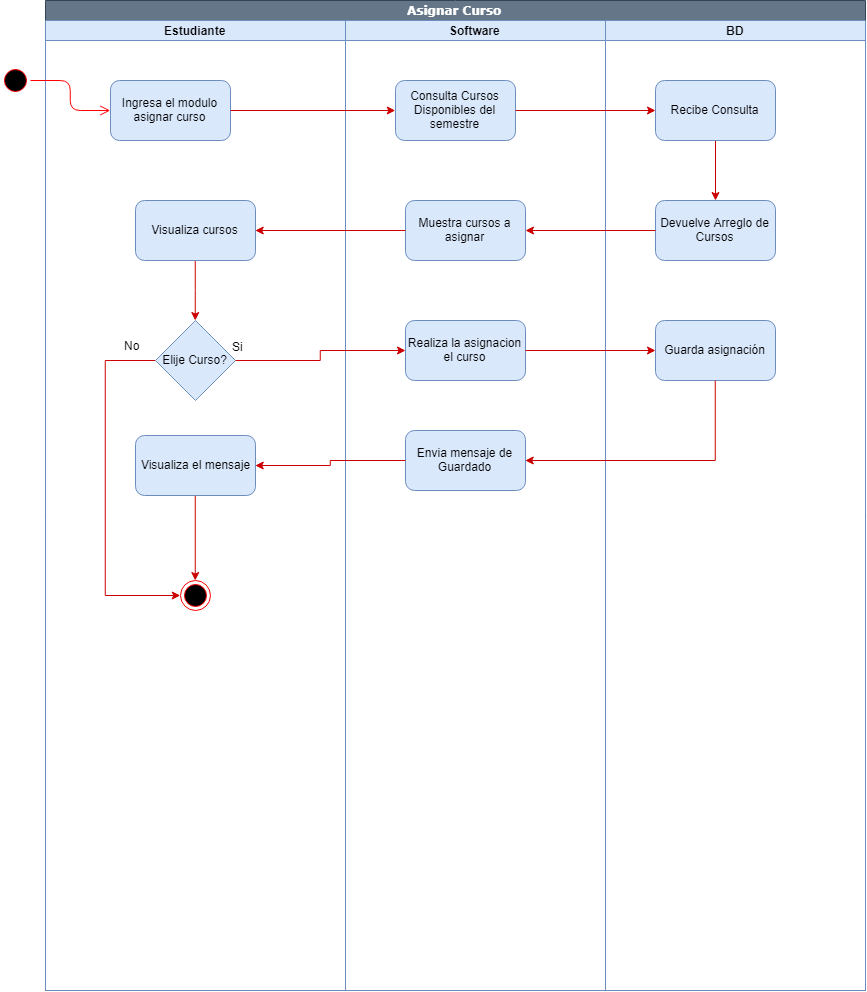 Asignar Curso
Estudiante
Software
BD
Ingresa el modulo
asignar curso
Consulta Cursos
Disponibles del
semestre
Recibe Consulta
Visualiza cursos
Muestra cursos a
asignar
Devuelve Arreglo de
Cursos
No
Elije Curso?
Si
Realiza la asignacion
el curso
Guarda asignación
Visualiza el mensaje
Envia mensaje de
Guardado